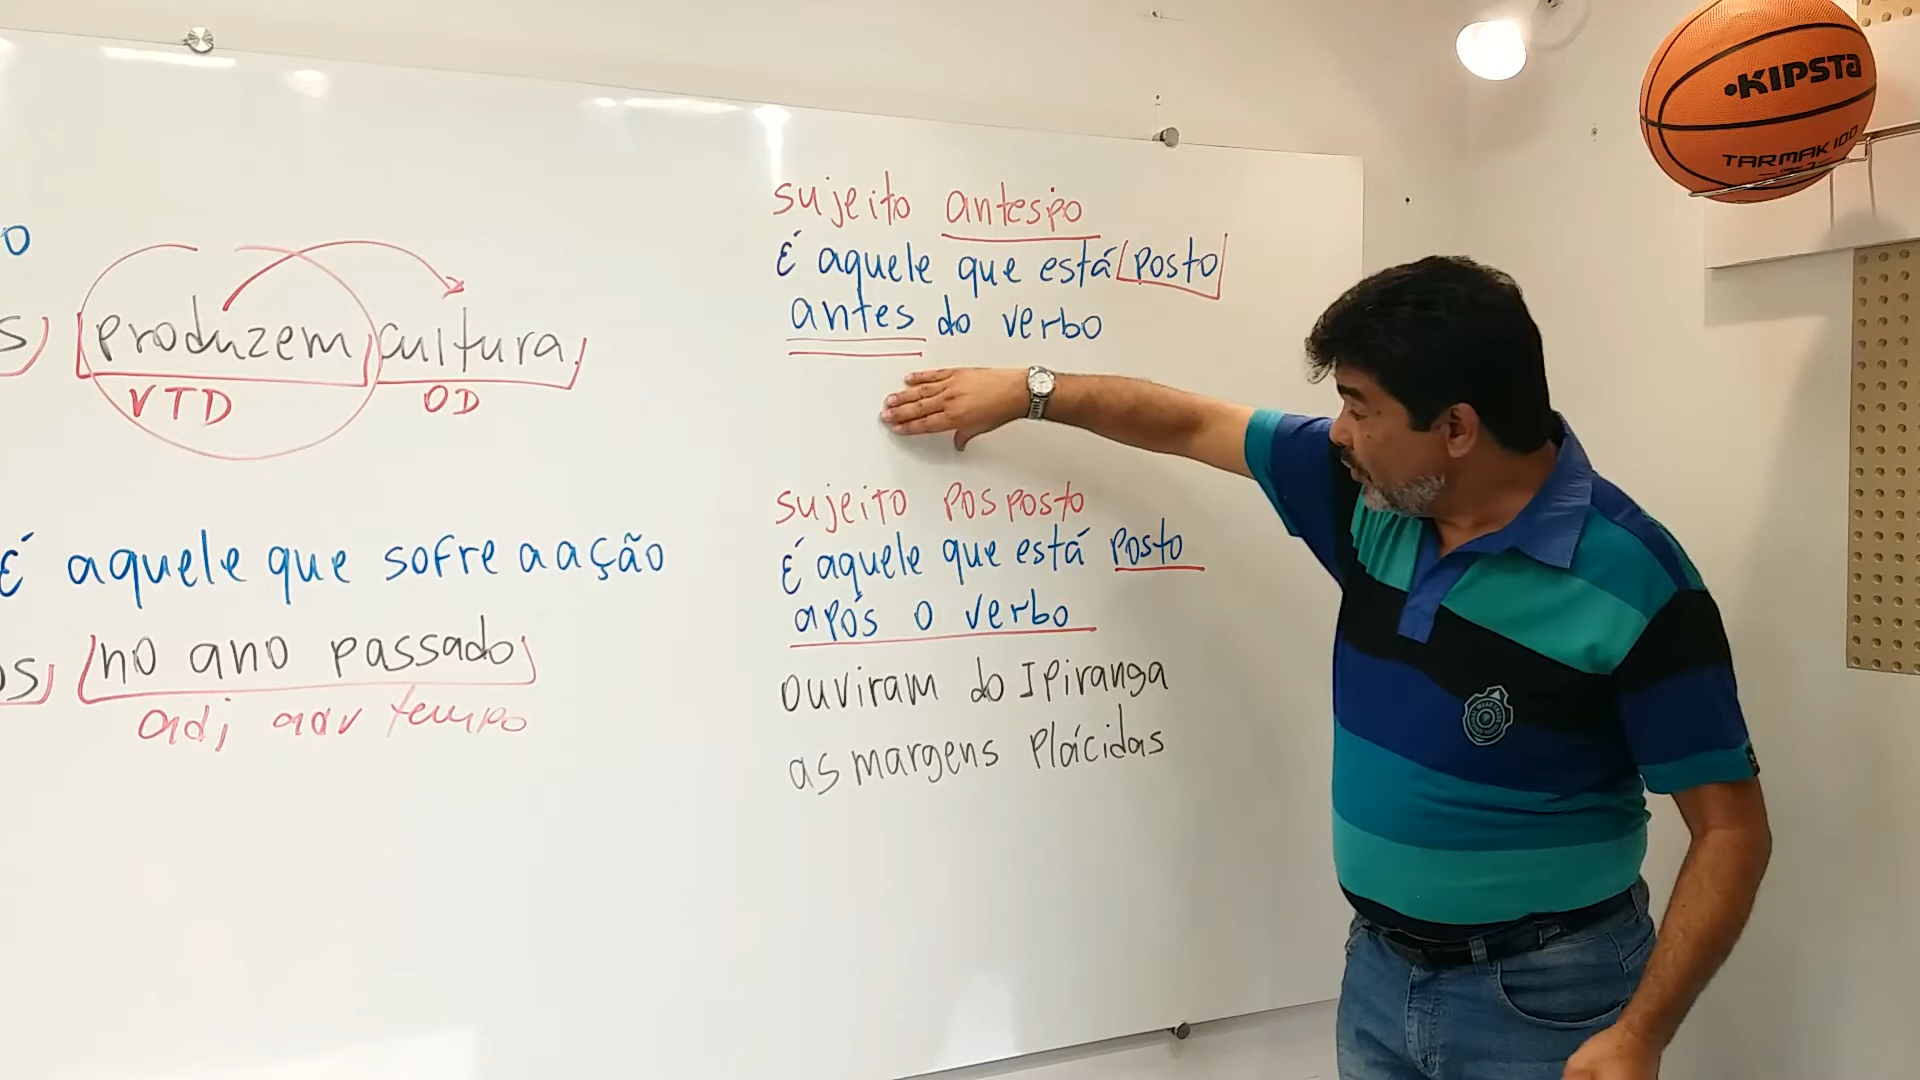 o
s produzem cultura
VTD OD
É aquele que sofre a ação
os no ano passado
adj adv tempo
sujeito antespo
É aquele que está posto
antes do verbo
sujeito posposto
É aquele que está posto
após o verbo
ouviram do Ipiranga
as margens plácidas
KIPSTA
TARMAK 100